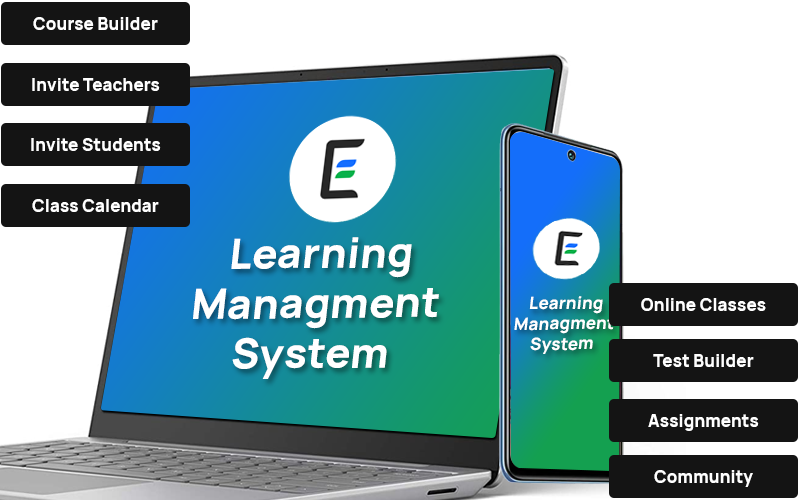 Course Builder
Invite Teachers
Invite Students
Class Calendar
E
Learning
Managment
System
E
Learning
Managment
System
Online Classes
Test Builder
Assignments
Community